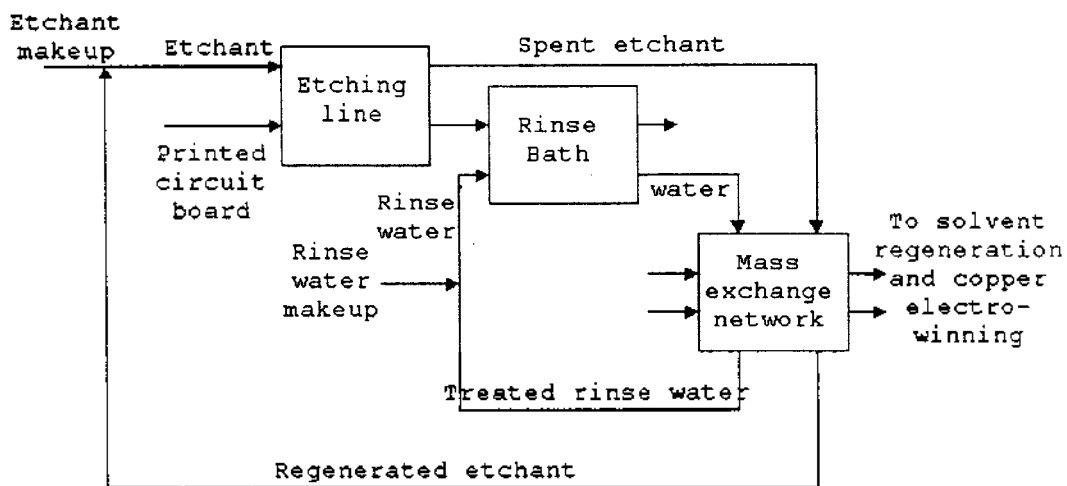 Etchant
makeup
Etchant
Spent etchant
Etching
line
Rinse
Bath
Printed
circuit
board
Rinse
water
water
Rinse
water
makeup
Mass
exchange
network
To solvent
regeneration
and copper
electro-
winning
Treated rinse water
Regenerated etchant